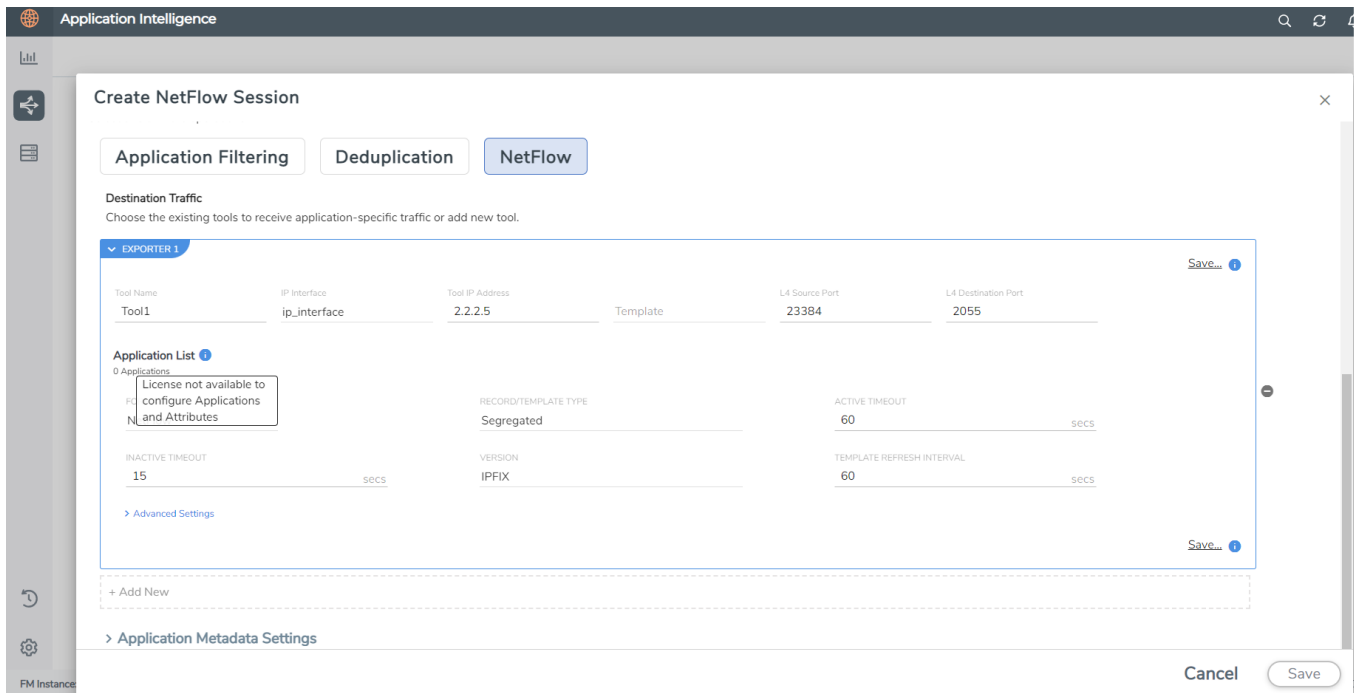 Application Intelligence
Create NetFlow Session
Application Filtering
Deduplication
NetFlow
Destination Traffic
Choose the existing tools to receive application-specific traffic or add new tool.
EXPORTER 1
Save...
Tool Name
IP Interface
Tool IP Address
L4 Source Port
L4 Destination Port
Tool1
ip_interface
2.2.2.5
Template
23384
2055
Application List
0 Applications
License not available to
configure Applications
and Attributes
RECORD/TEMPLATE TYPE
ACTIVE TIMEOUT
Segregated
60
secs
INACTIVE TIMEOUT
VERSION
TEMPLATE REFRESH INTERVAL
15
secs
IPFIX
60
secs
Advanced Settings
Save...
+ Add New
Application Metadata Settings
Cancel
Save
FM Instance: